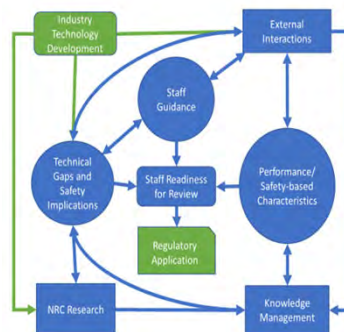 Industry
Technology
Development
External
Interactions
Staff
Guidance
Technical
Gaps and
Safety
Implications
Staff Readiness
for Review
Performance/
Safety-based
Characteristics
Regulatory
Application
NRC Research
Knowledge
Management